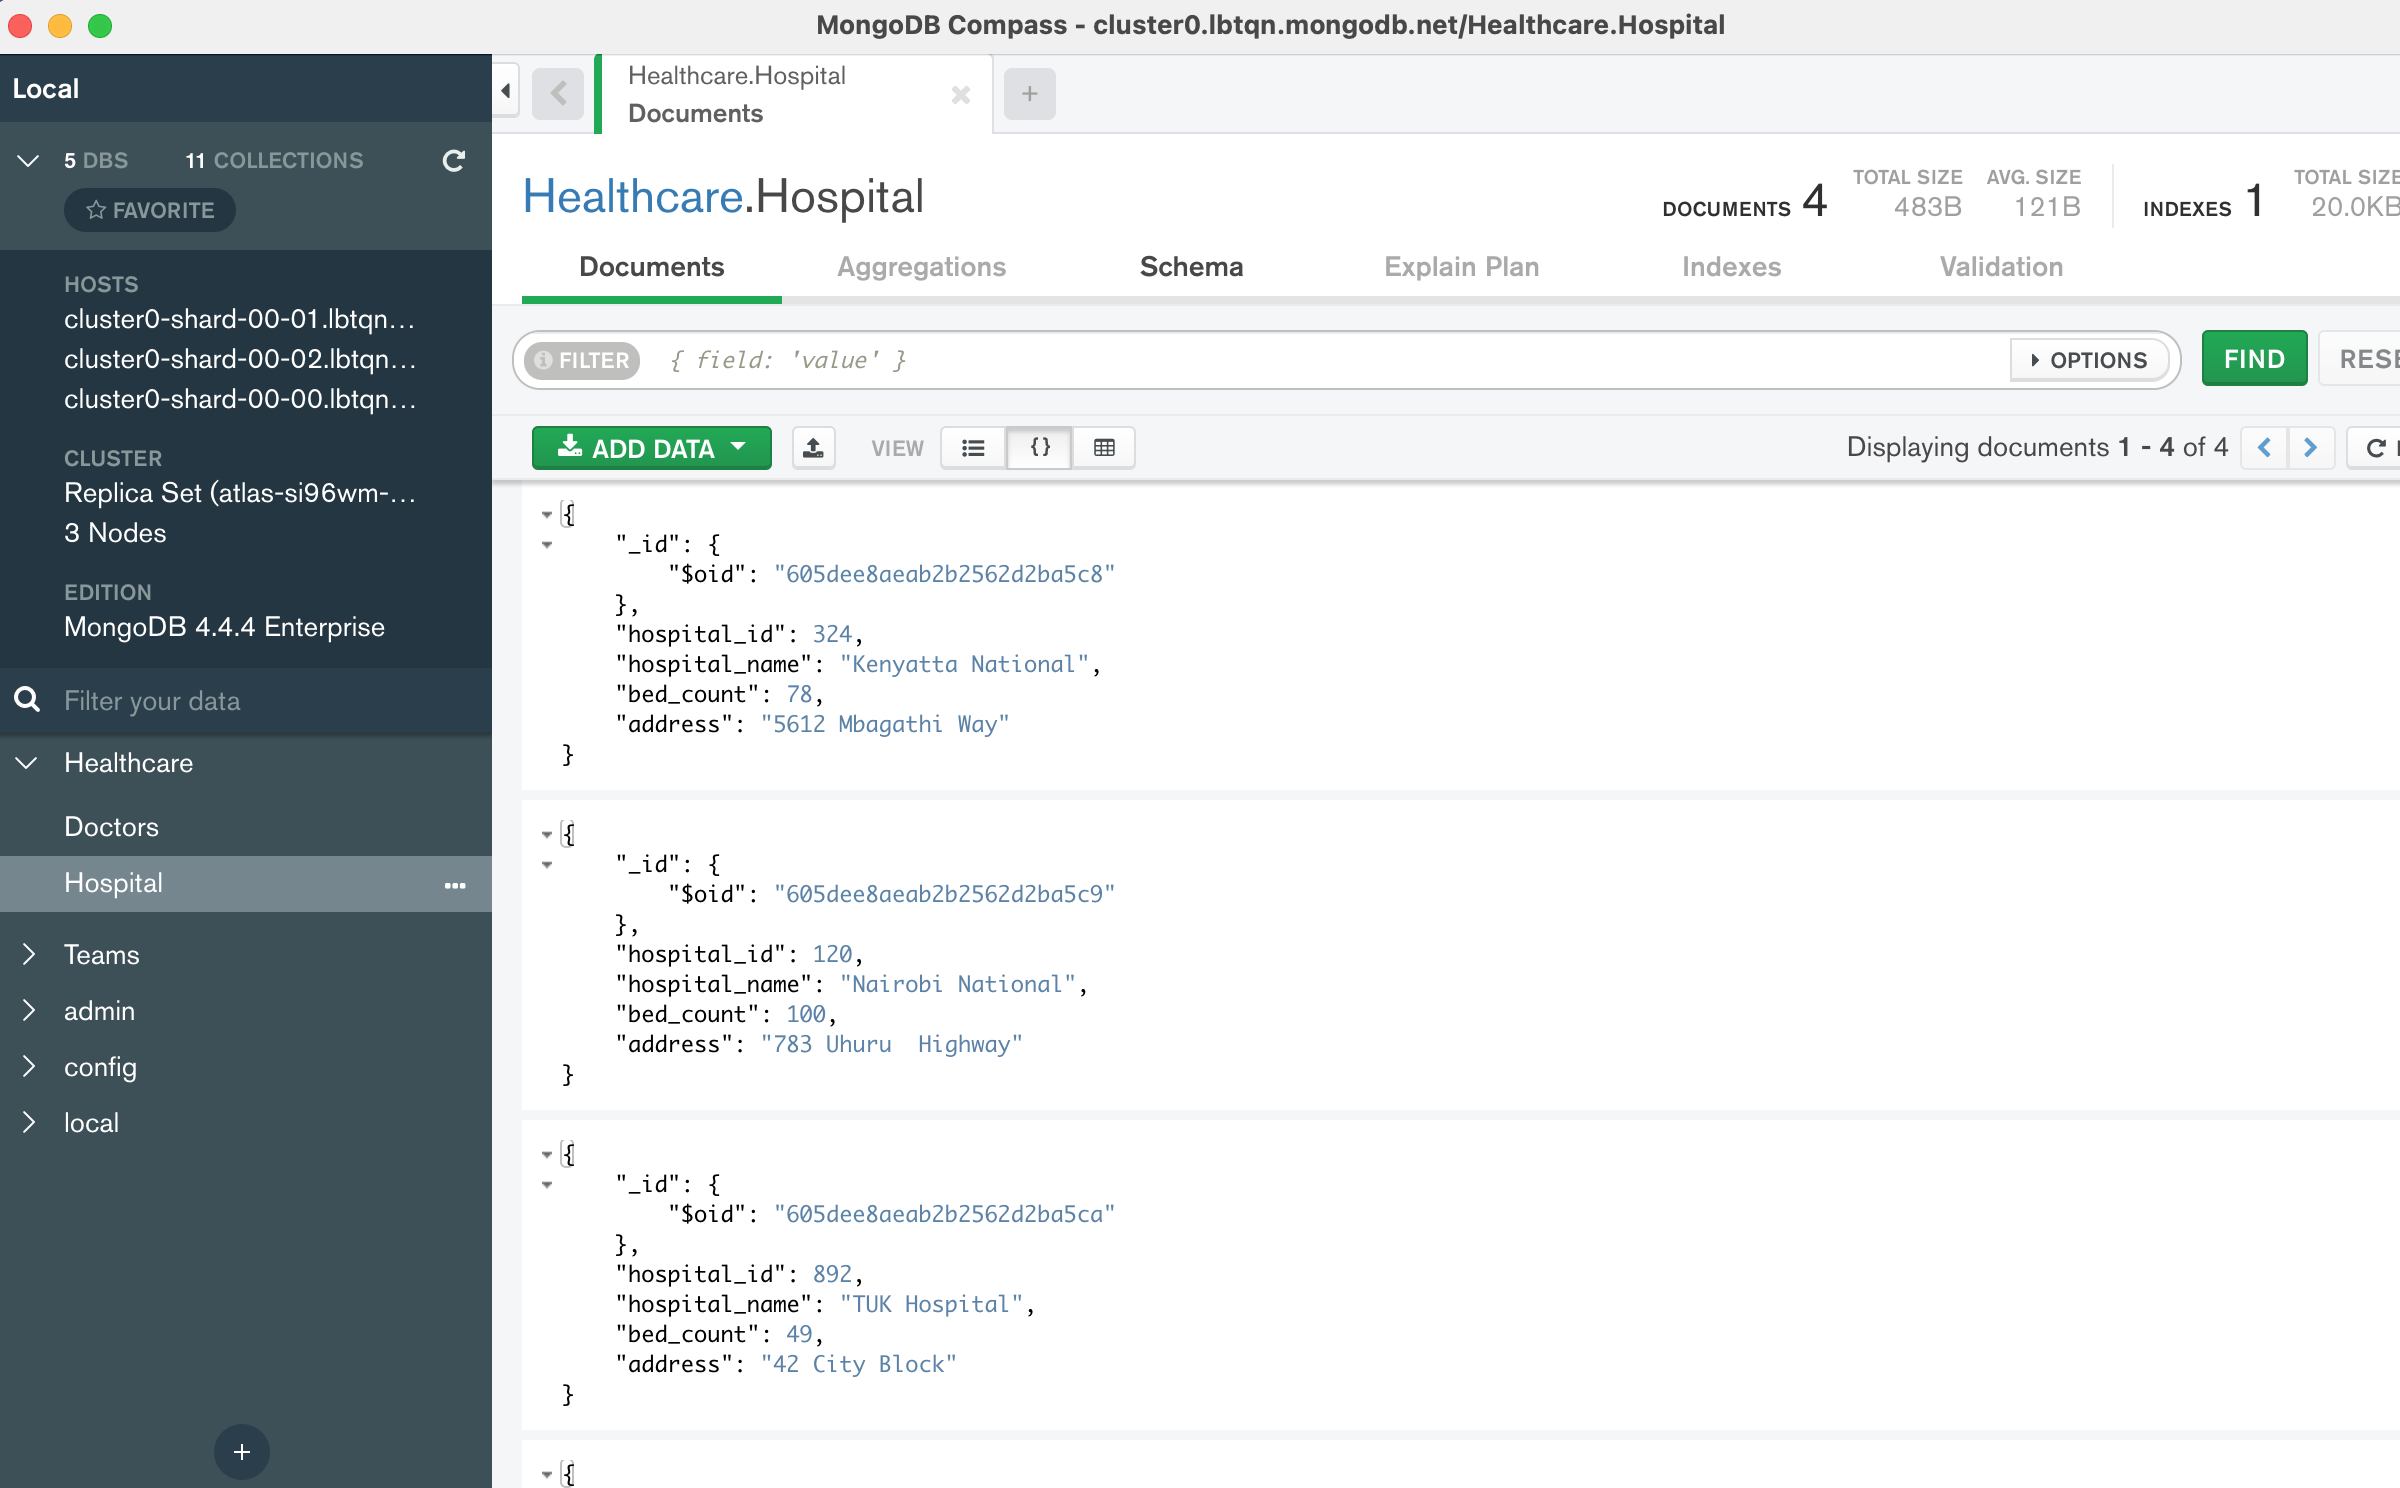 MongoDB Compass - cluster0.lbtqn.mongodb.net/Healthcare.Hospital
Local
5 DBS 11 COLLECTIONS
FAVORITE
HOSTS
cluster0-shard-00-01.lbtqn...
cluster0-shard-00-02.lbtqn...
cluster0-shard-00-00.lbtqn...
CLUSTER
Replica Set (atlas-si96wm-...
3 Nodes
EDITION
MongoDB 4.4.4 Enterprise
Filter your data
Healthcare
Doctors
Hospital
Teams
admin
config
local
+
Healthcare.Hospital
Documents
+
Healthcare.Hospital
DOCUMENTS 4
TOTAL SIZE
483B
AVG. SIZE
121B
INDEXES 1
TOTAL SIZE
20.0KB
Documents Aggregations Schema Explain Plan Indexes Validation
FILTER { field: 'value' } OPTIONS FIND RESE
ADD DATA VIEW {} Displaying documents 1 - 4 of 4
{
"_id": {
"$oid": "605dee8aeab2b2562d2ba5c8"
},
"hospital_id": 324,
"hospital_name": "Kenyatta National",
"bed_count": 78,
"address": "5612 Mbagathi Way"
}
{
"_id": {
"$oid": "605dee8aeab2b2562d2ba5c9"
},
"hospital_id": 120,
"hospital_name": "Nairobi National",
"bed_count": 100,
"address": "783 Uhuru  Highway"
}
{
"_id": {
"$oid": "605dee8aeab2b2562d2ba5ca"
},
"hospital_id": 892,
"hospital_name": "TUK Hospital",
"bed_count": 49,
"address": "42 City Block"
}
{